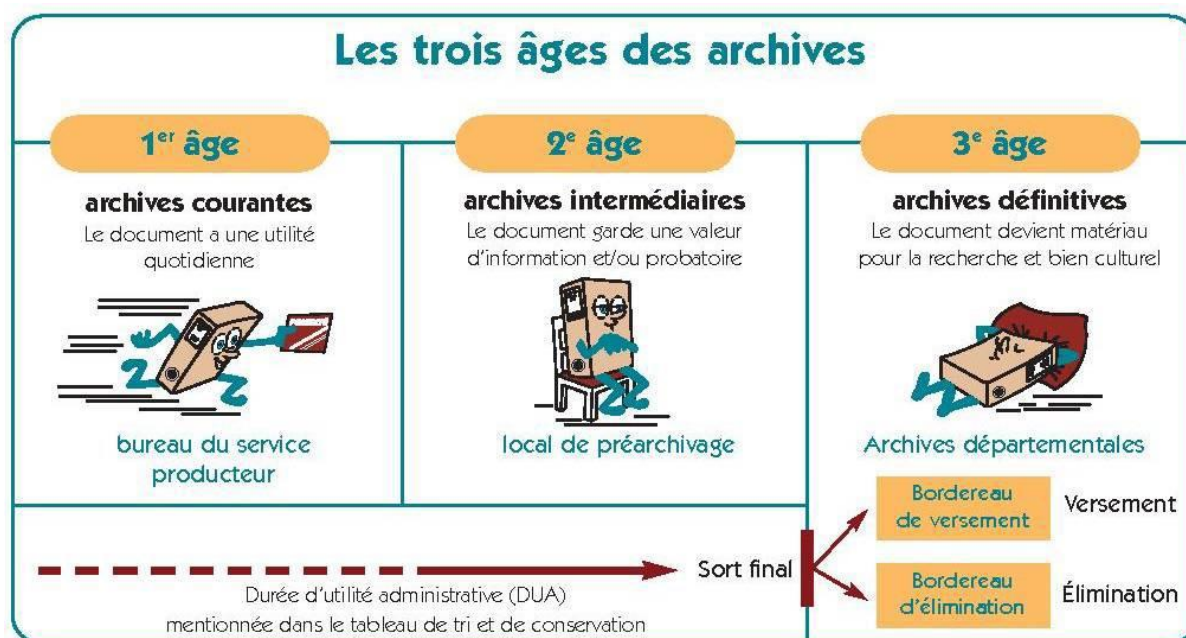 Les trois âges des archives
1er âge
archives courantes
Le document a une utilité
quotidienne
bureau du service
producteur
2e âge
archives intermédiaires
Le document garde une valeur
d'information et/ou probatoire
local de préarchivage
3e âge
archives définitives
Le document devient matériau
pour la recherche et bien culturel
Archives départementales
Durée d'utilité administrative (DUA)
mentionnée dans le tableau de tri et de conservation
Sort final
Bordereau
de versement
Versement
Bordereau
d'élimination
Élimination